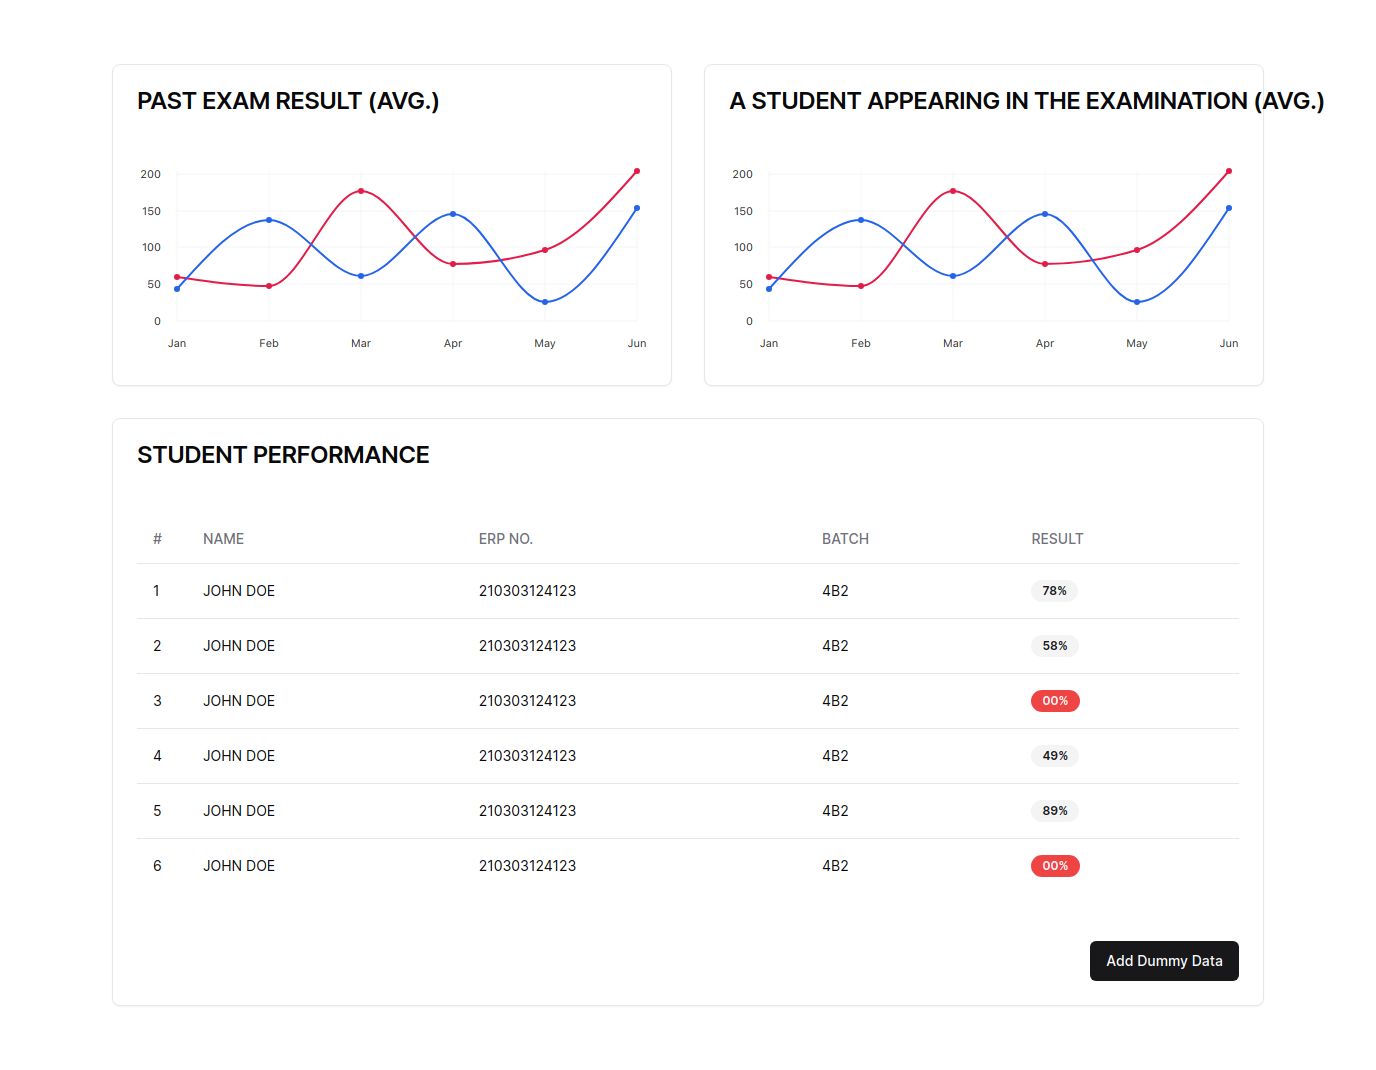 PAST EXAM RESULT (AVG.)
200
150
100
50
0
Jan Feb Mar Apr May Jun
A STUDENT APPEARING IN THE EXAMINATION (AVG.)
200
150
100
50
0
Jan Feb Mar Apr May Jun
STUDENT PERFORMANCE
# NAME ERP NO. BATCH RESULT
1 JOHN DOE 210303124123 4B2 78%
2 JOHN DOE 210303124123 4B2 58%
3 JOHN DOE 210303124123 4B2 00%
4 JOHN DOE 210303124123 4B2 49%
5 JOHN DOE 210303124123 4B2 89%
6 JOHN DOE 210303124123 4B2 00%
Add Dummy Data